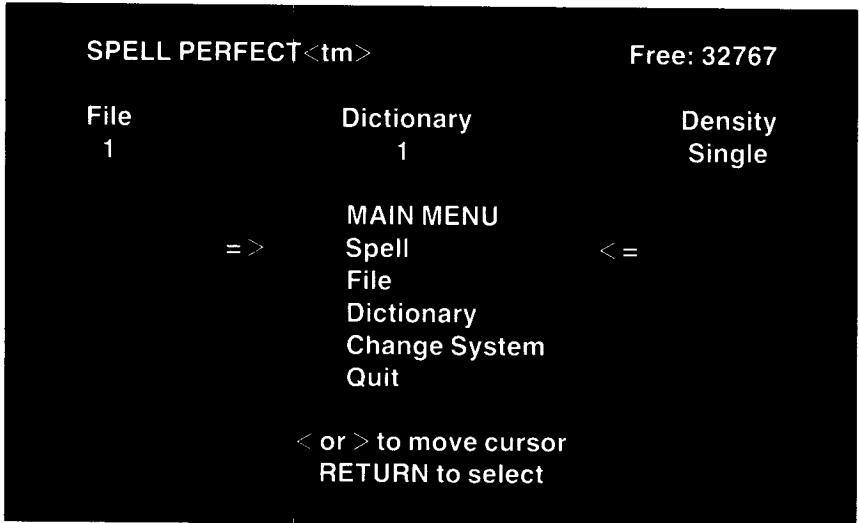 SPELL PERFECT<tm> Free: 32767
File Dictionary Density
1 1 Single
MAIN MENU
=> Spell <=
File
Dictionary
Change System
Quit
< or > to move cursor
RETURN to select